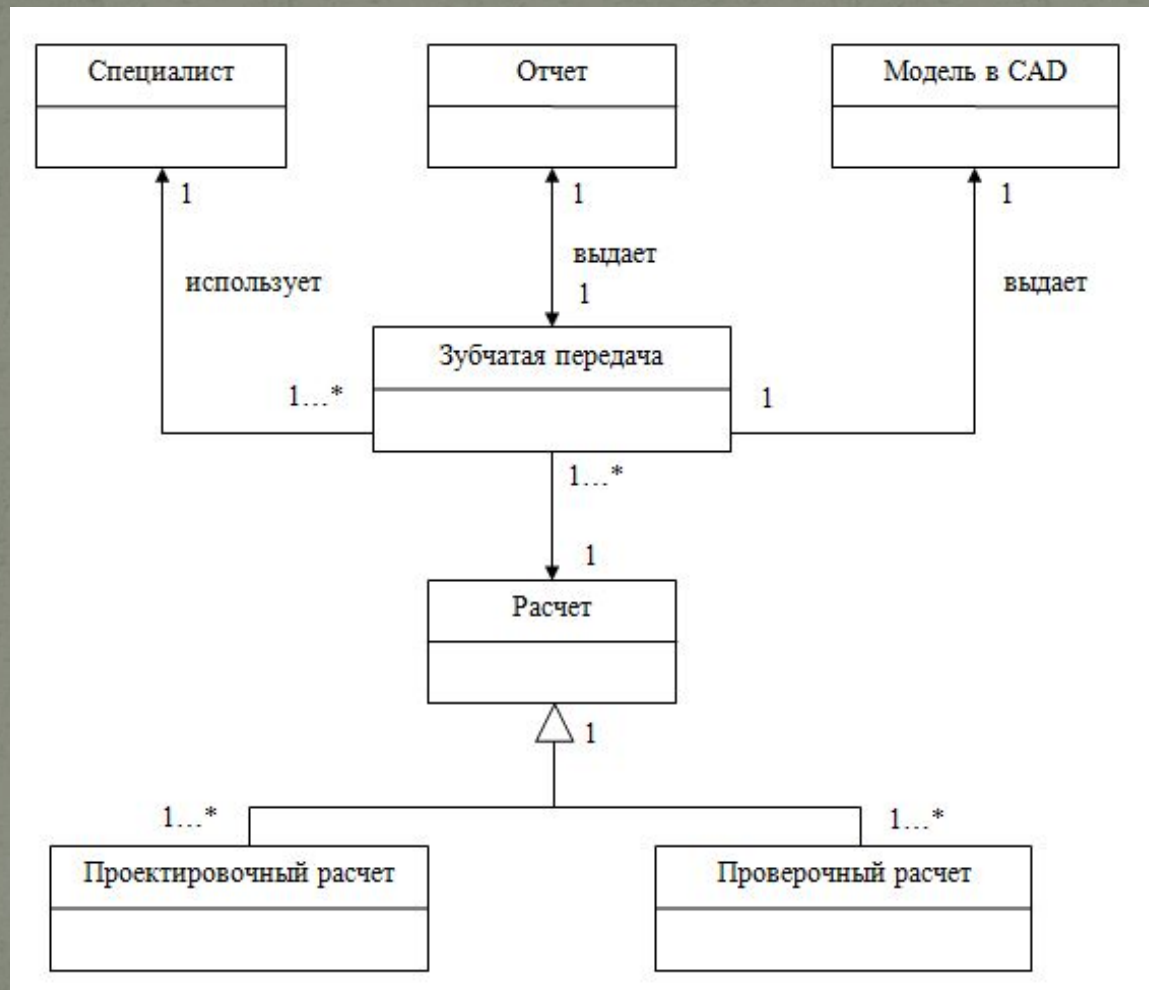 Специалист
Отчет
Модель в CAD
1
1
1
использует
выдает
выдает
1
Зубчатая передача
1…*
1
1…*
1
Расчет
1
1…*
1…*
Проектировочный расчет
Проверочный расчет